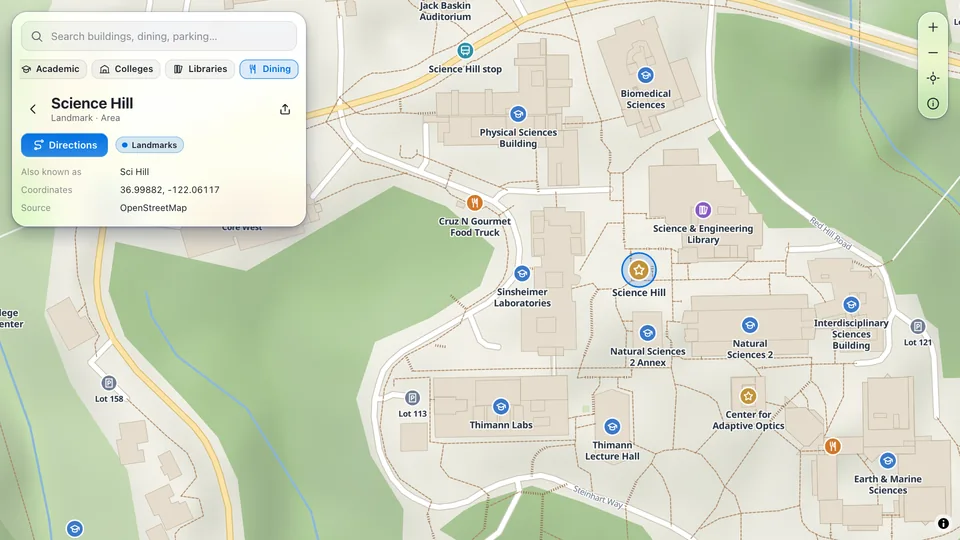 Search buildings, dining, parking...
Academic
Colleges
Libraries
Dining
Science Hill
Landmark · Area
Directions
Landmarks
Also known as Sci Hill
Coordinates 36.99882, -122.06117
Source OpenStreetMap
Core West
Jack Baskin
Auditorium
Science Hill stop
Biomedical
Sciences
Physical Sciences
Building
Cruz N Gourmet
Food Truck
Science & Engineering
Library
Red Hill Road
Sinsheimer
Laboratories
Science Hill
Interdisciplinary
Sciences
Building
Lot 121
Natural
Sciences 2
Natural Sciences
2 Annex
Lot 158
Lot 113
Thimann Labs
Thimann
Lecture Hall
Center for
Adaptive Optics
Earth & Marine
Sciences
Steinhart Way